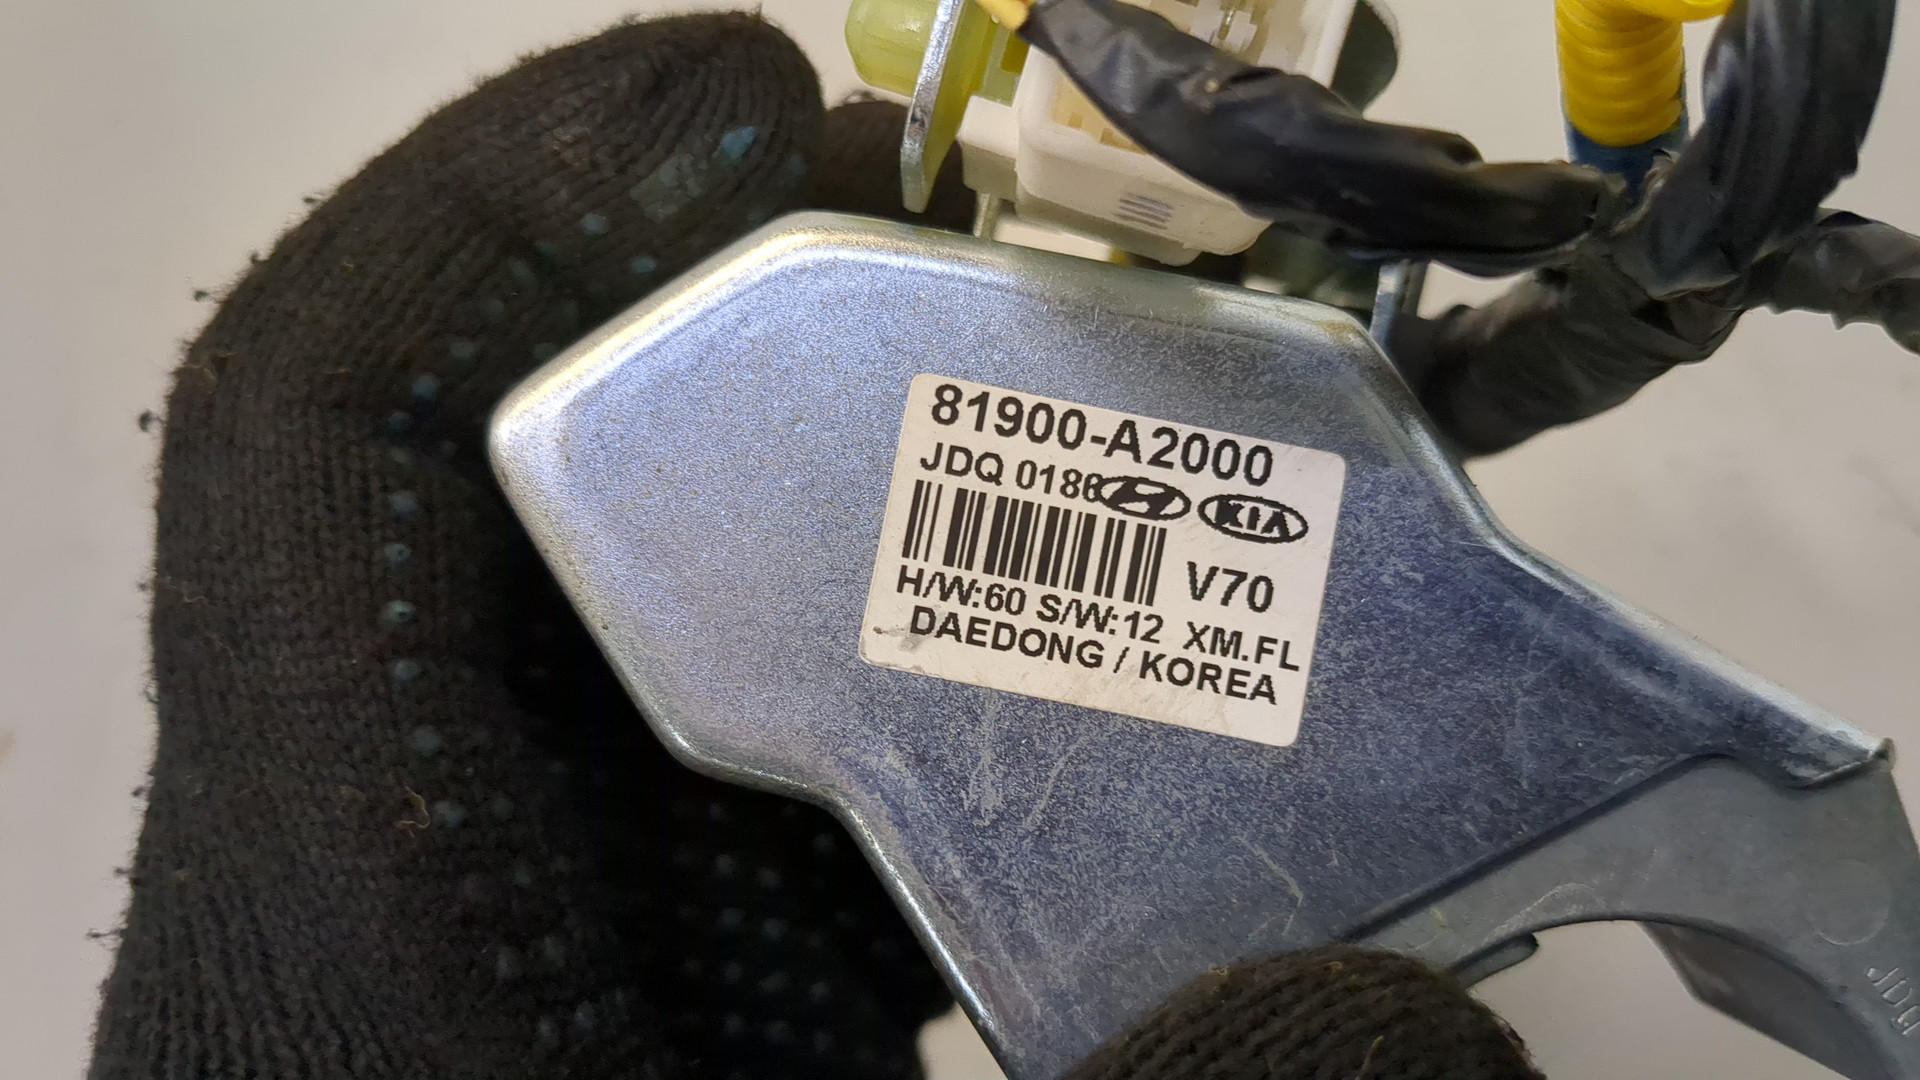 81900-A2000
JDQ 0186
KIA
V70
H/W:60 S/W:12 XM.FL
DAEDONG / KOREA